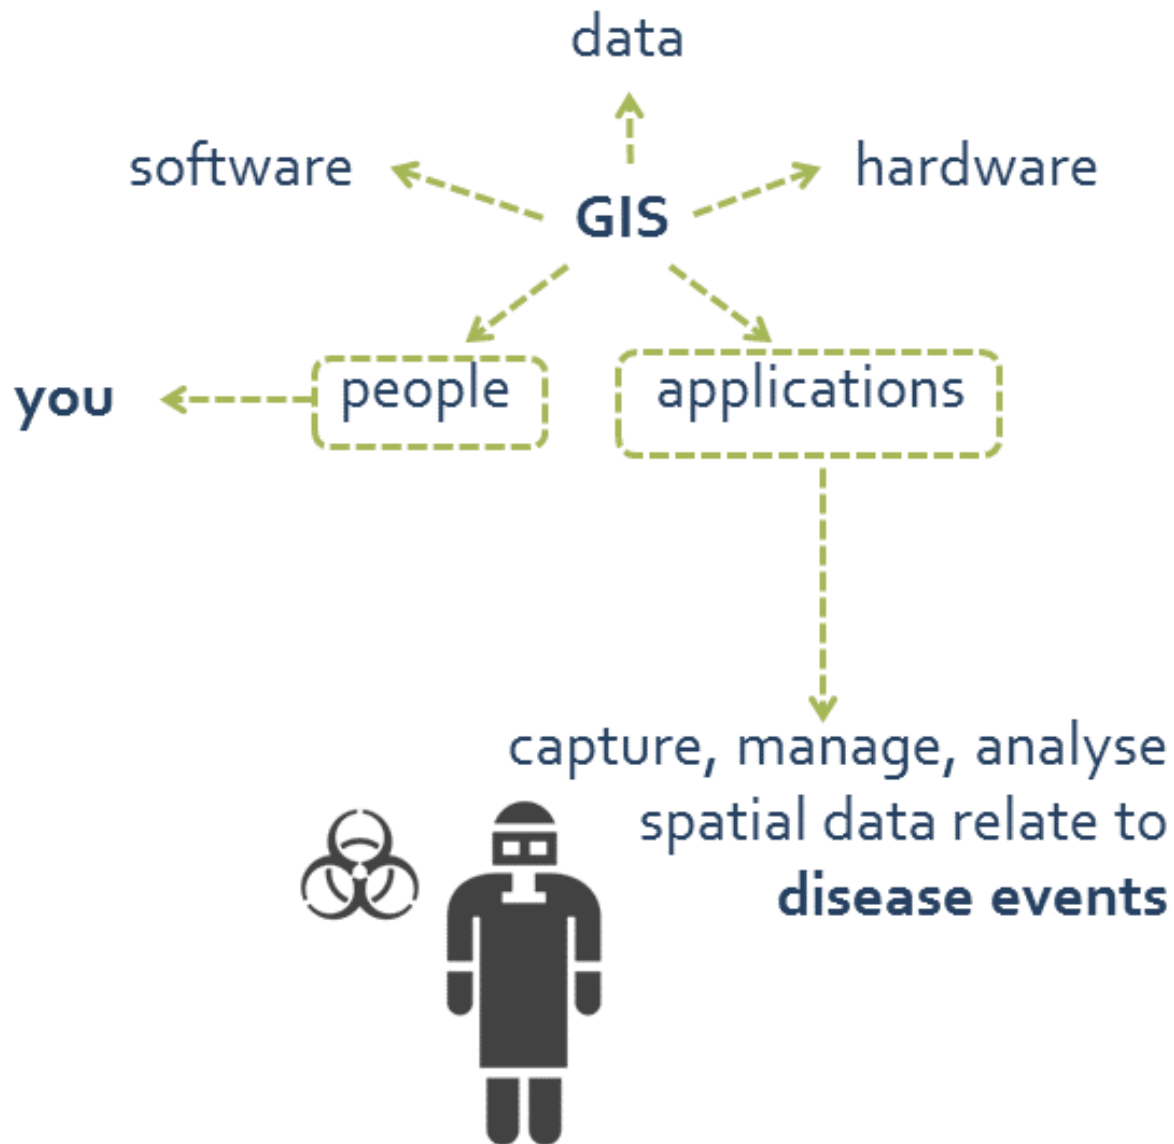 data
software
hardware
GIS
you
people
applications
capture, manage, analyse
spatial data relate to
disease events